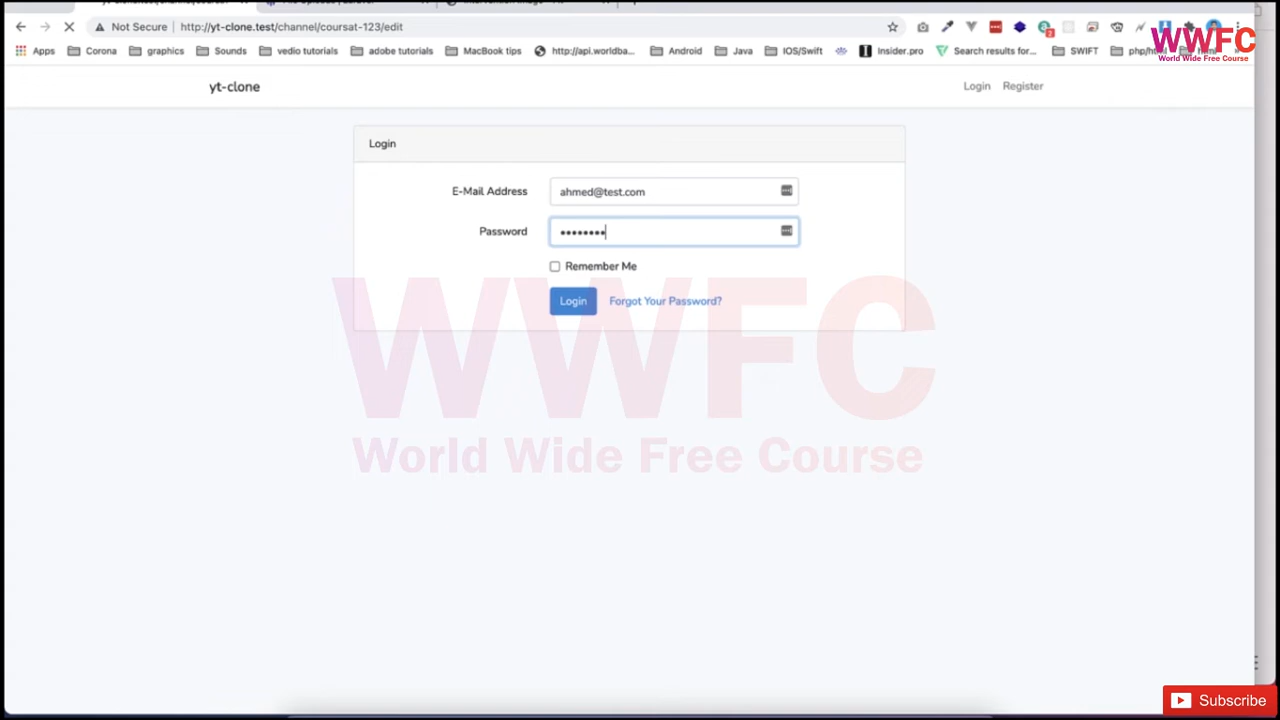 Not Secure http://yt-clone.test/channel/coursat-123/edit
Apps Corona graphics Sounds vedio tutorials adobe tutorials MacBook tips http://api.worldba... Android Java IOS/Swift Insider.pro Search results for... SWIFT
WWFC
World Wide Free Course
yt-clone Login Register
Login
E-Mail Address ahmed@test.com
Password ••••••••
Remember Me
Login Forgot Your Password?
WWFC
World Wide Free Course
Subscribe